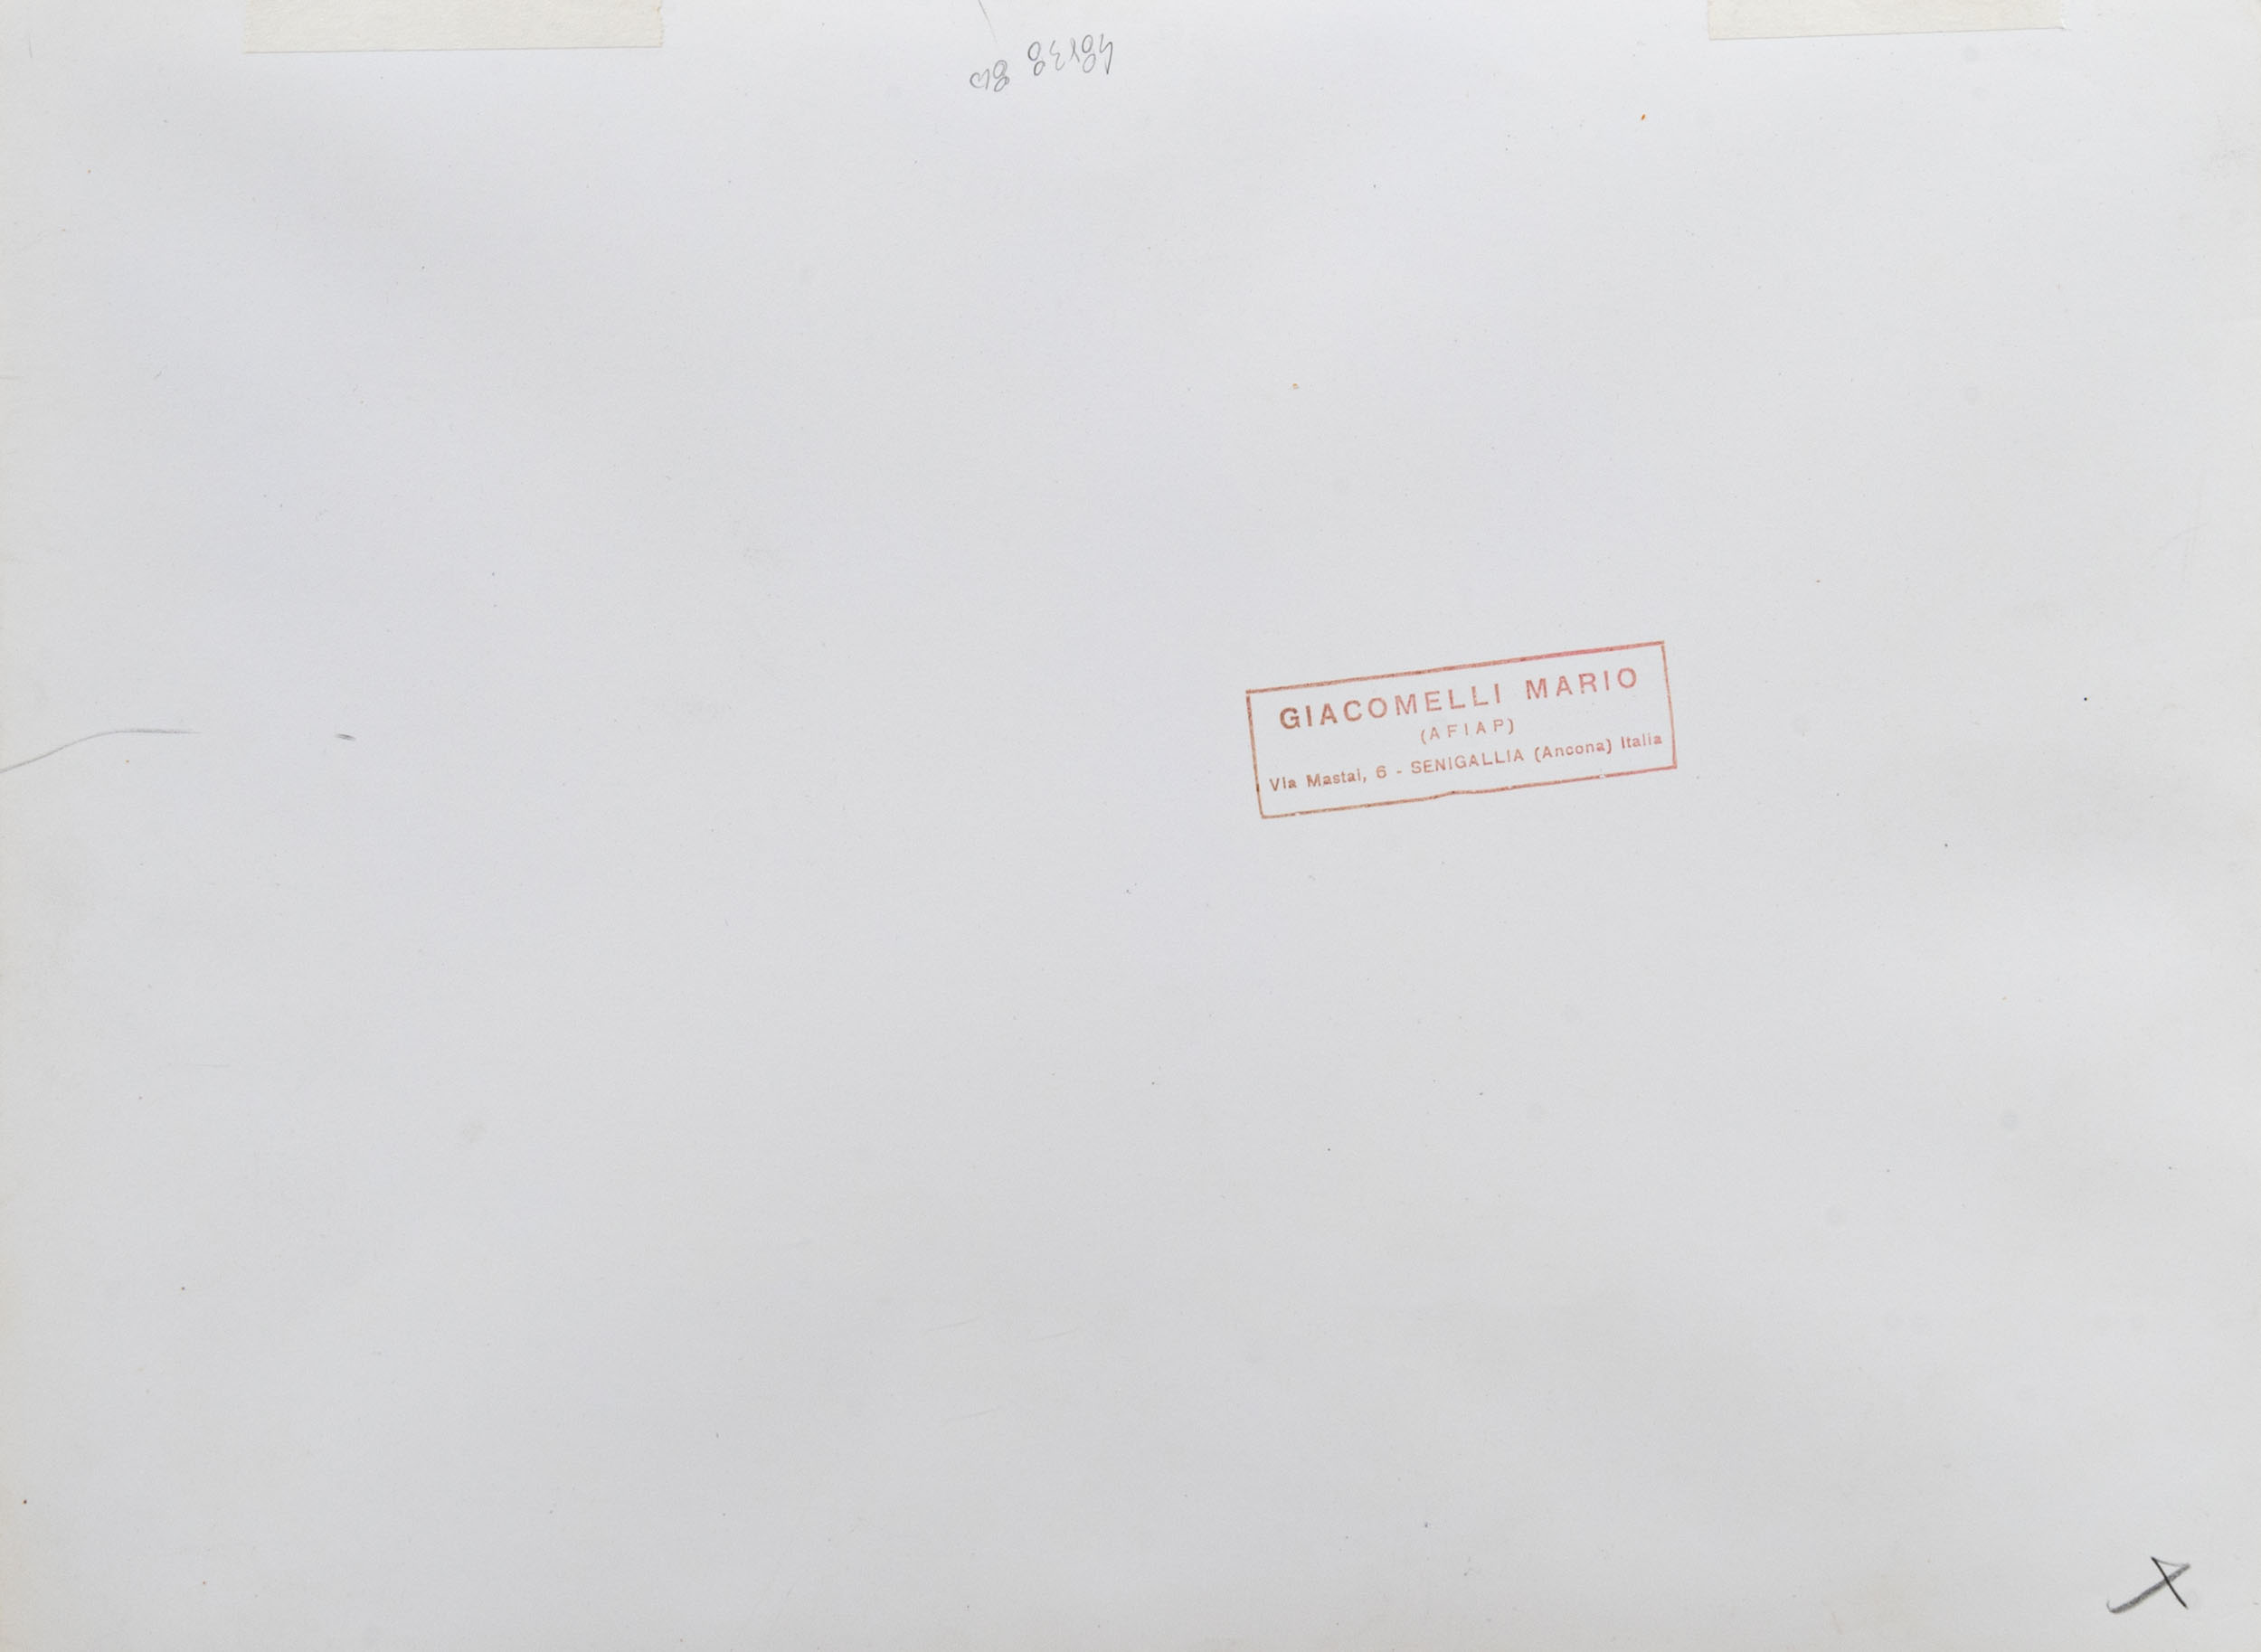 GIACOMELLI MARIO
(AFIAP)
Via Mastai, 6 - SENIGALLIA (Ancona) Italia